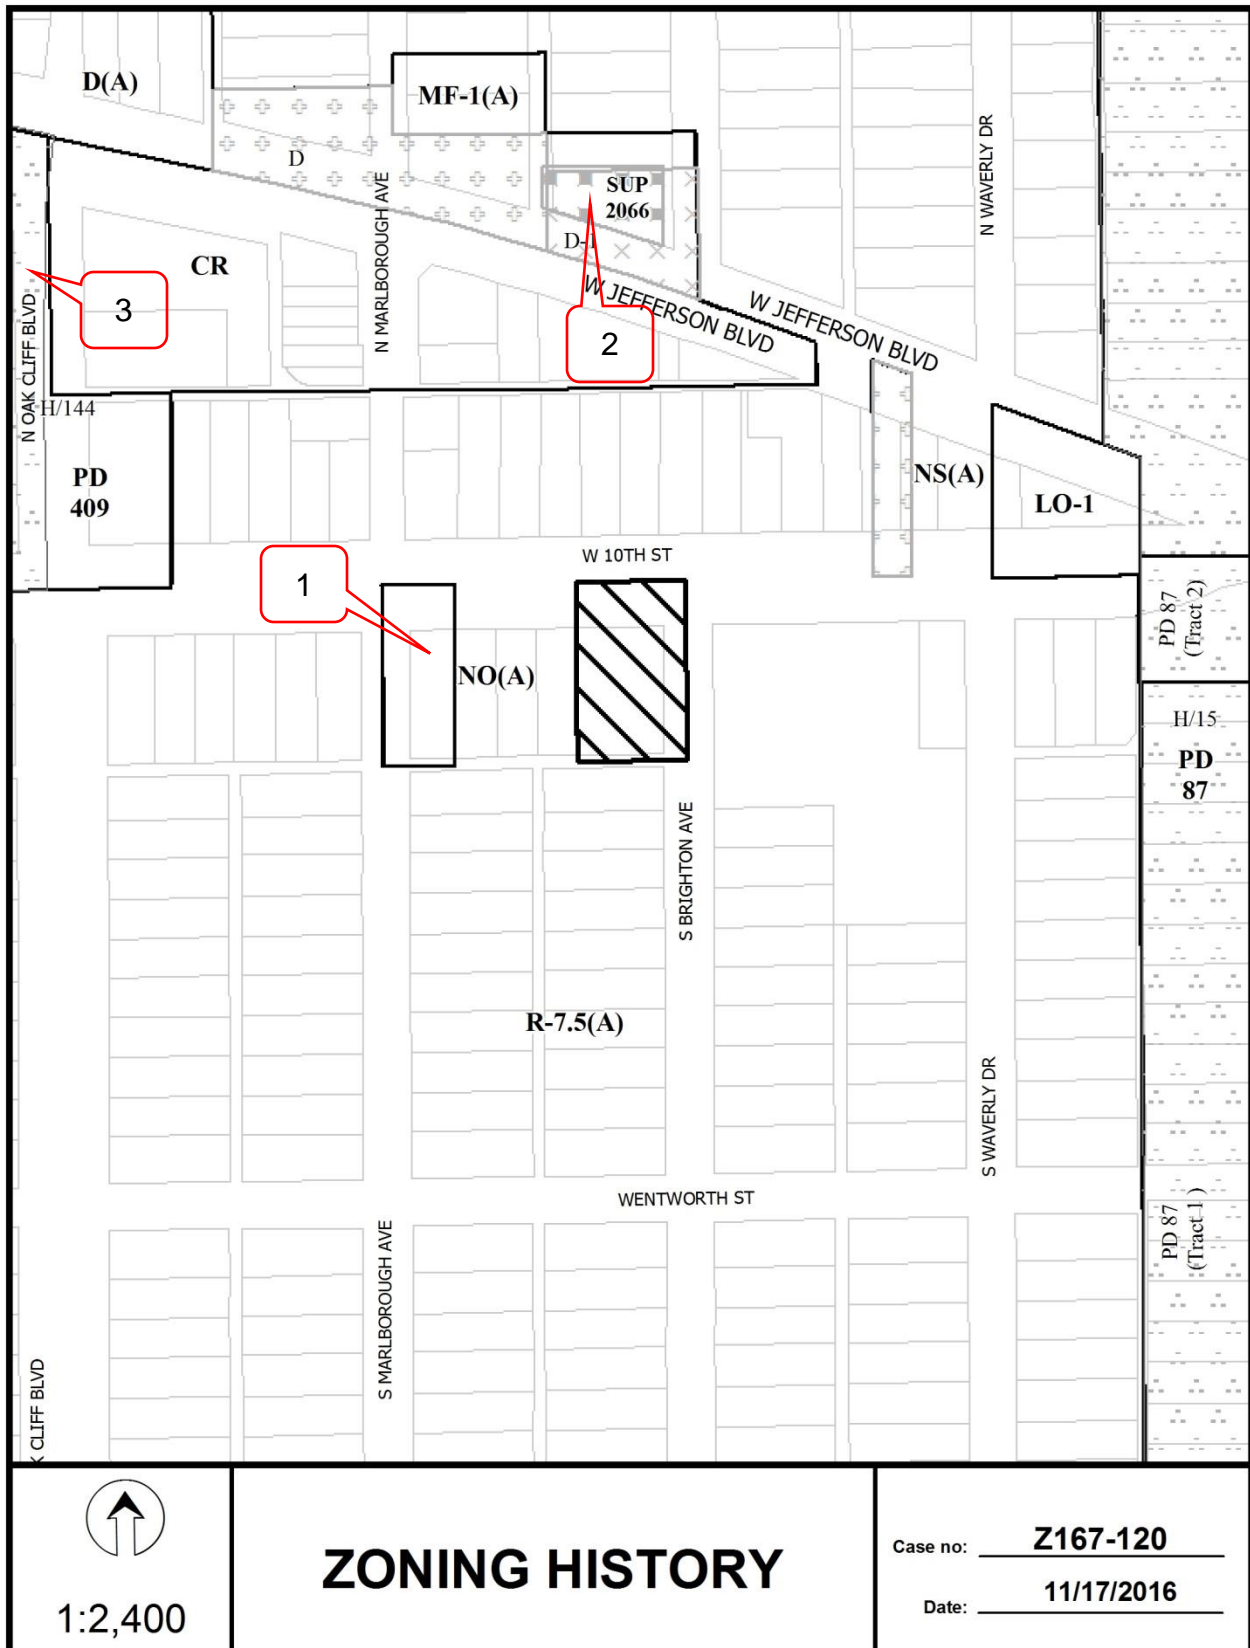 D(A)
MF-1(A)
D
SUP
2066
D-1
N MARLBOROUGH AVE
N WAVERLY DR
CR
3
N OAK CLIFF BLVD
W JEFFERSON BLVD
W JEFFERSON BLVD
2
H/144
PD
409
NS(A)
LO-1
W 10TH ST
1
NO(A)
PD 87
(Tract 2)
H/15
PD
87
S BRIGHTON AVE
R-7.5(A)
S WAVERLY DR
WENTWORTH ST
PD 87
(Tract 1 )
S MARLBOROUGH AVE
K CLIFF BLVD
1:2,400
ZONING HISTORY
Case no: Z167-120
Date: 11/17/2016